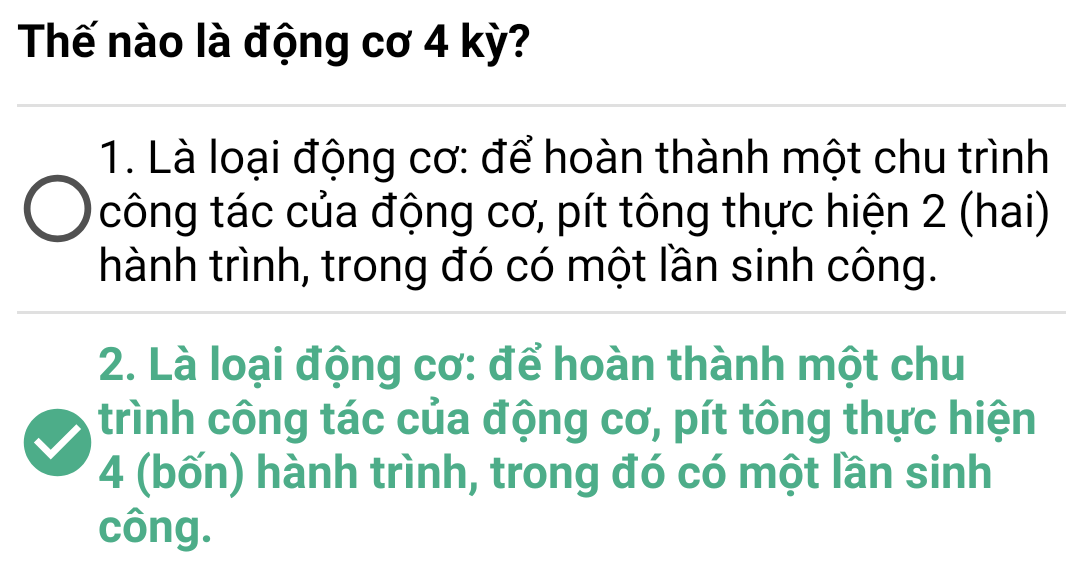 Thế nào là động cơ 4 kỳ?
1. Là loại động cơ: để hoàn thành một chu trình
công tác của động cơ, pít tông thực hiện 2 (hai)
hành trình, trong đó có một lần sinh công.
2. Là loại động cơ: để hoàn thành một chu
trình công tác của động cơ, pít tông thực hiện
4 (bốn) hành trình, trong đó có một lần sinh
công.